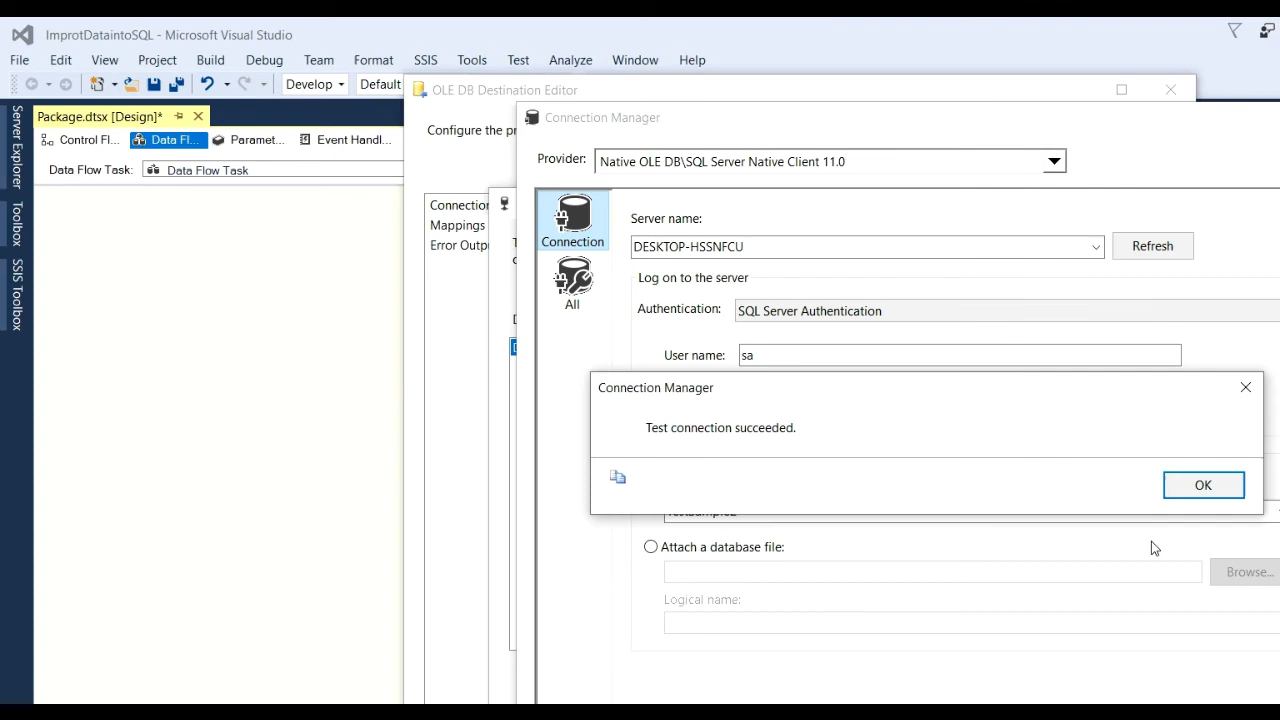 ImprotDataintoSQL - Microsoft Visual Studio
File Edit View Project Build Debug Team Format SSIS Tools Test Analyze Window Help
Develop Default
OLE DB Destination Editor
Package.dtsx [Design]*
Connection Manager
Control Fl... Data Fl... Paramet... Event Handl...
Configure the
Provider: Native OLE DB\SQL Server Native Client 11.0
Data Flow Task: Data Flow Task
Server Explorer
Toolbox
SSIS Toolbox
Connection
Mappings
Error
Connection
All
Server name:
DESKTOP-HSSNFCU Refresh
Log on to the server
Authentication: SQL Server Authentication
User name: sa
Connection Manager
Test connection succeeded.
OK
Attach a database file:
Browse...
Logical name: